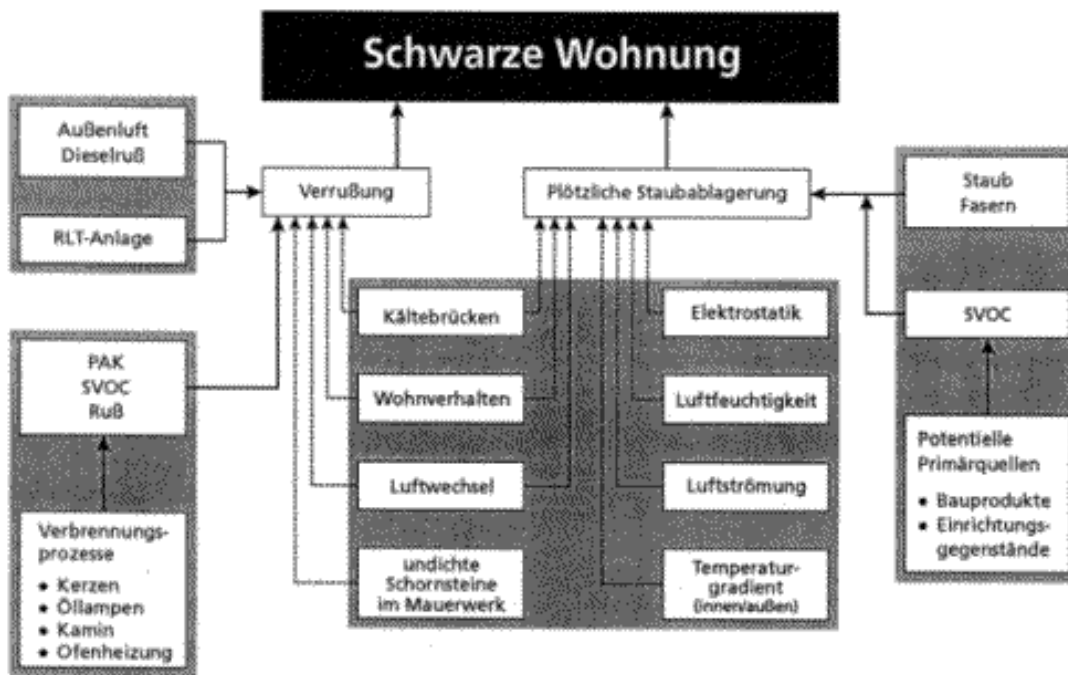 Schwarze Wohnung
Außenluft
Dieselruß
RLT-Anlage
Verrußung
Plötzliche Staubablagerung
Staub
Fasern
SVOC
Potentielle
Primärquellen
• Bauprodukte
• Einrichtungs-
gegenstände
PAK
SVOC
Ruß
Verbrennungs-
prozesse
• Kerzen
• Öllampen
• Kamin
• Ofenheizung
Kältebrücken
Elektrostatik
Wohnverhalten
Luftfeuchtigkeit
Luftwechsel
Luftströmung
undichte
Schornsteine
im Mauerwerk
Temperatur-
gradient
(innen/außen)